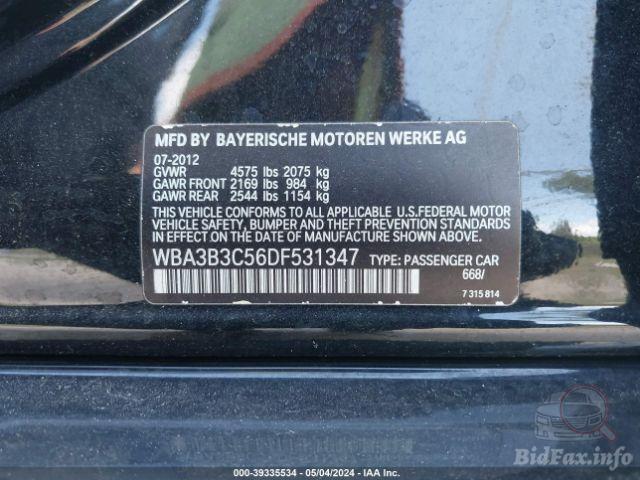 MFD BY BAYERISCHE MOTOREN WERKE AG
07-2012
GVWR 4575 lbs 2075 kg
GAWR FRONT 2169 lbs 984 kg
GAWR REAR 2544 lbs 1154 kg
THIS VEHICLE CONFORMS TO ALL APPLICABLE U.S.FEDERAL MOTOR
VEHICLE SAFETY, BUMPER AND THEFT PREVENTION STANDARDS
IN EFFECT ON THE DATE OF MANUFACTURE SHOWN ABOVE.
WBA3B3C56DF531347 TYPE: PASSENGER CAR
668/
7 315 814
BidFax.info
000-39335534 - 05/04/2024 - IAA Inc.